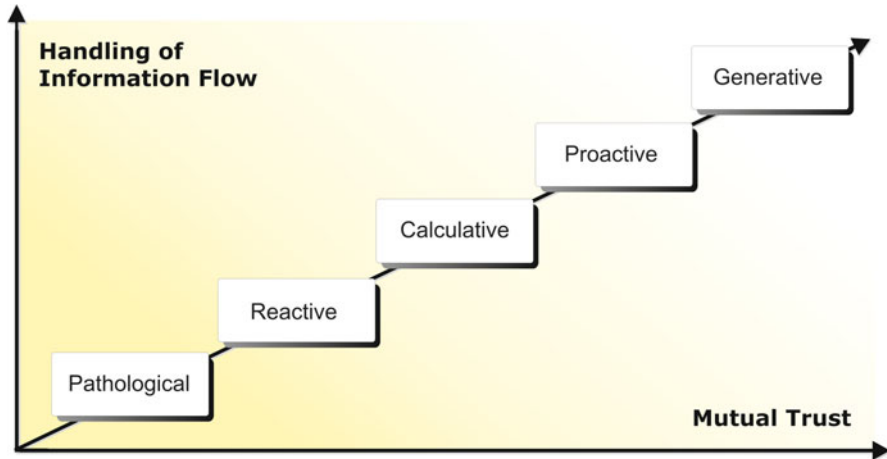 Handling of
Information Flow
Generative
Proactive
Calculative
Reactive
Pathological
Mutual Trust